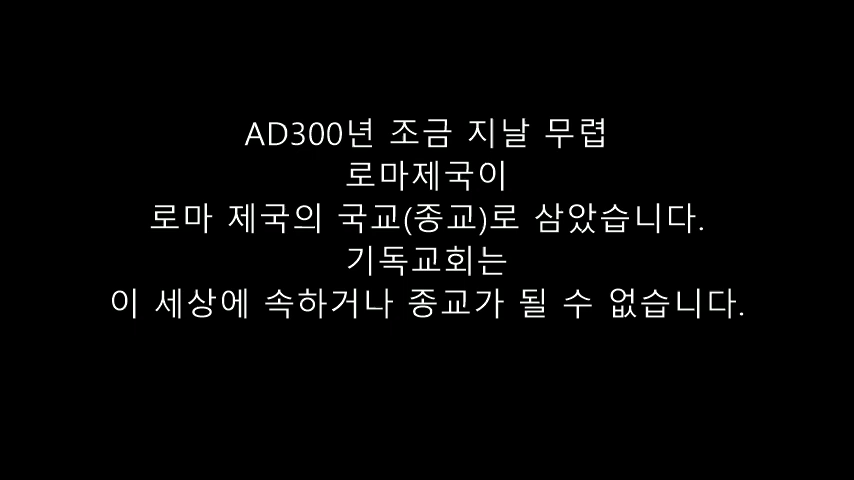 AD300년 조금 지날 무렵
로마제국이
로마 제국의 국교(종교)로 삼았습니다.
기독교회는
이 세상에 속하거나 종교가 될 수 없습니다.